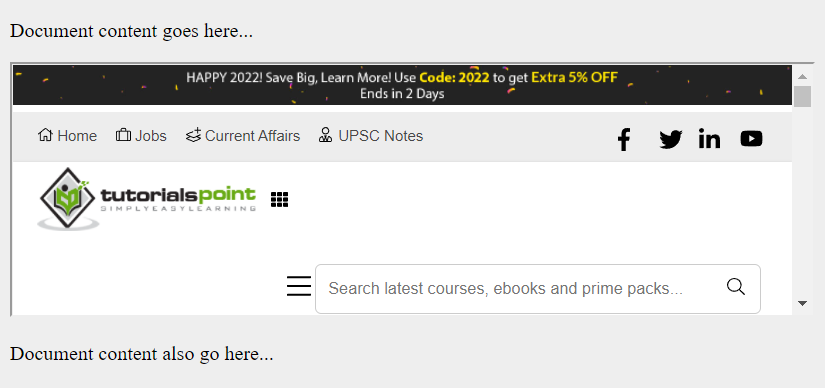 Document content goes here...
HAPPY 2022! Save Big, Learn More! Use Code: 2022 to get Extra 5% OFF
Ends in 2 Days
Home Jobs Current Affairs UPSC Notes
tutorialspoint
SIMPLYEASYLEARNING
Search latest courses, ebooks and prime packs...
Document content also go here...